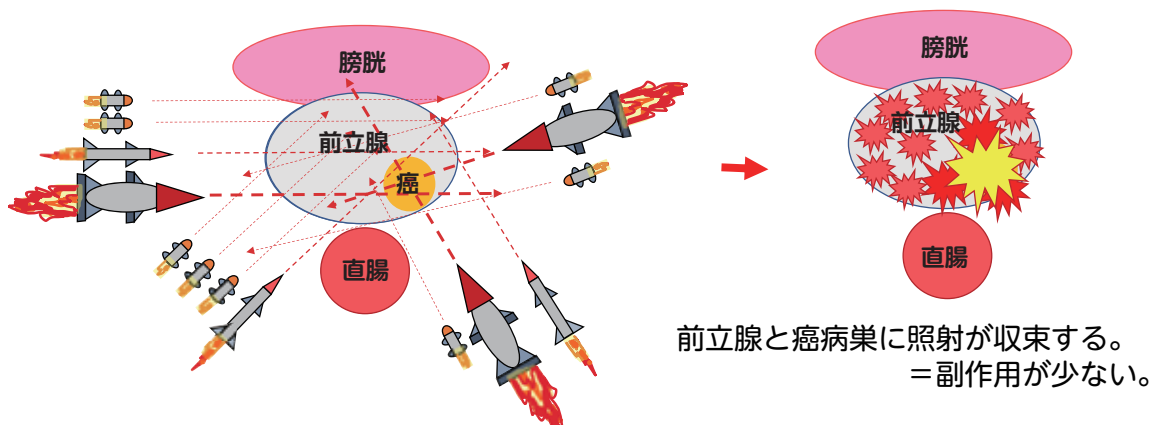 膀胱
前立腺
癌
直腸
膀胱
前立腺
直腸
前立腺と癌病巣に照射が収束する。
＝副作用が少ない。